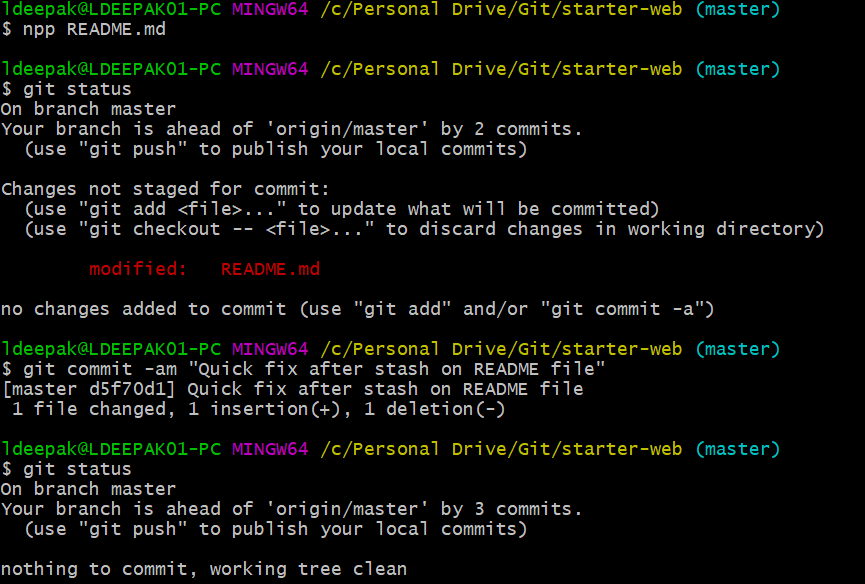 ldeepak@LDEEPAK01-PC MINGW64 /c/Personal Drive/Git/starter-web (master)
$ npp README.md
ldeepak@LDEEPAK01-PC MINGW64 /c/Personal Drive/Git/starter-web (master)
$ git status
On branch master
Your branch is ahead of 'origin/master' by 2 commits.
  (use "git push" to publish your local commits)
Changes not staged for commit:
  (use "git add <file>..." to update what will be committed)
  (use "git checkout -- <file>..." to discard changes in working directory)
        modified:   README.md
no changes added to commit (use "git add" and/or "git commit -a")
ldeepak@LDEEPAK01-PC MINGW64 /c/Personal Drive/Git/starter-web (master)
$ git commit -am "Quick fix after stash on README file"
[master d5f70d1] Quick fix after stash on README file
 1 file changed, 1 insertion(+), 1 deletion(-)
ldeepak@LDEEPAK01-PC MINGW64 /c/Personal Drive/Git/starter-web (master)
$ git status
On branch master
Your branch is ahead of 'origin/master' by 3 commits.
  (use "git push" to publish your local commits)
nothing to commit, working tree clean